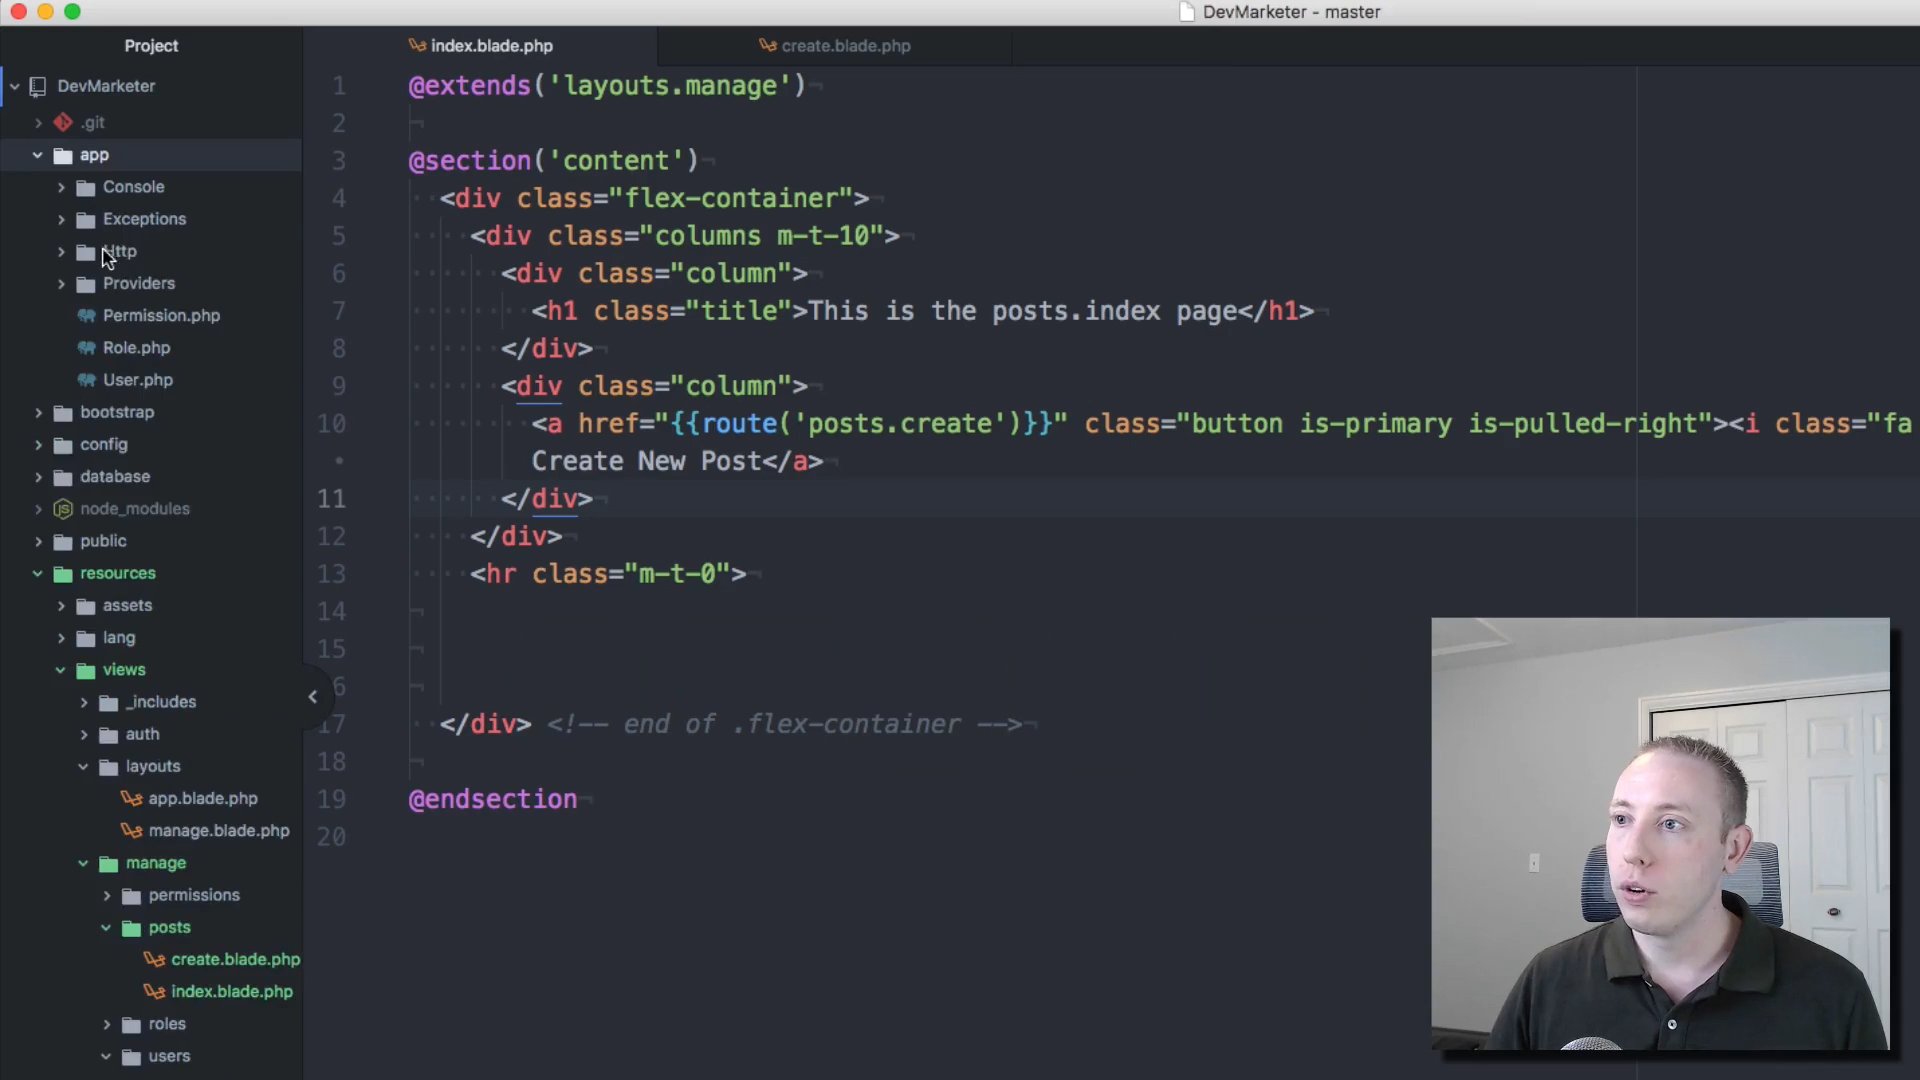 DevMarketer - master
Project
index.blade.php
create.blade.php
DevMarketer
.git
app
Console
Exceptions
Http
Providers
Permission.php
Role.php
User.php
bootstrap
config
database
node_modules
public
resources
assets
lang
views
_includes
auth
layouts
app.blade.php
manage.blade.php
manage
permissions
posts
create.blade.php
index.blade.php
roles
users
1 @extends('layouts.manage')
2
3 @section('content')
4 <div class="flex-container">
5 <div class="columns m-t-10">
6 <div class="column">
7 <h1 class="title">This is the posts.index page</h1>
8 </div>
9 <div class="column">
10 <a href="{{route('posts.create')}}" class="button is-primary is-pulled-right"><i class="fa
• Create New Post</a>
11 </div>
12 </div>
13 <hr class="m-t-0">
14
15
6
17 </div> <!-- end of .flex-container -->
18
19 @endsection
20